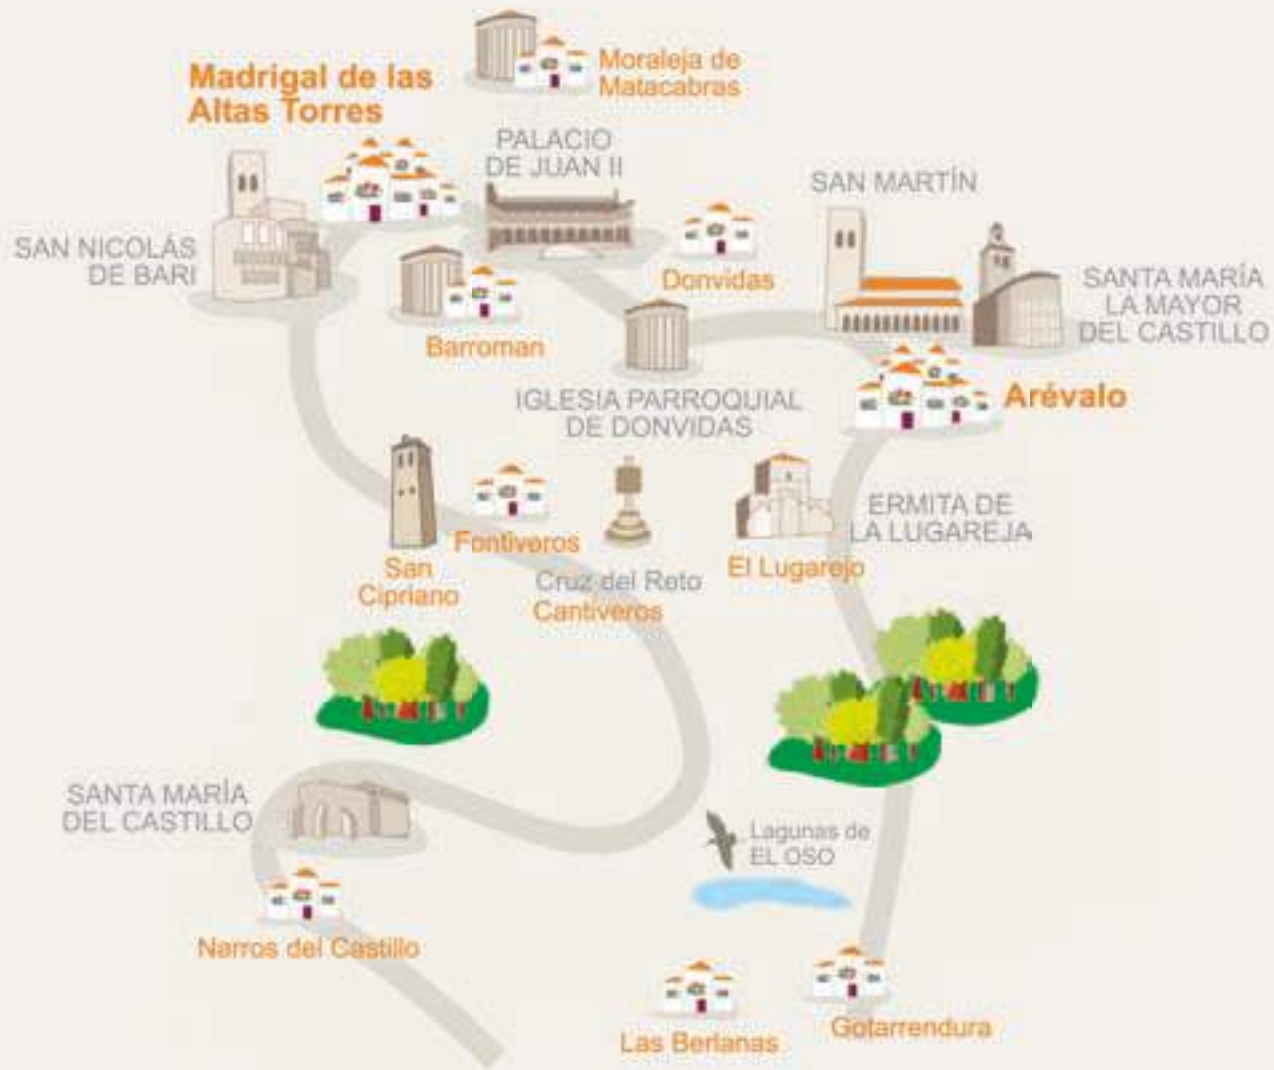 Moraleja de
Matacabras
Madrigal de las
Altas Torres
PALACIO
DE JUAN II
SAN MARTÍN
SAN NICOLÁS
DE BARI
Donvidas
SANTA MARÍA
LA MAYOR
DEL CASTILLO
Barroman
IGLESIA PARROQUIAL
DE DONVIDAS
Arévalo
ERMITA DE
LA LUGAREJA
Fontiveros
San
Cipriano
Cruz del Reto
Cantiveros
El Lugarejo
SANTA MARÍA
DEL CASTILLO
Lagunas de
EL OSO
Narros del Castillo
Las Berlanas
Gotarrendura